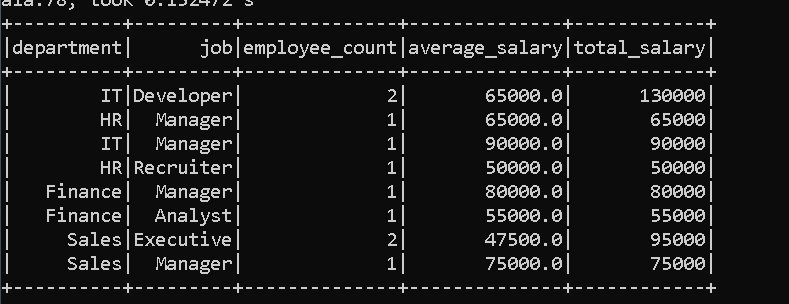 ala:78, took 0.132472 s
+----------+---------+--------------+--------------+------------+
|department|      job|employee_count|average_salary|total_salary|
+----------+---------+--------------+--------------+------------+
|        IT|Developer|             2|       65000.0|      130000|
|        HR|  Manager|             1|       65000.0|       65000|
|        IT|  Manager|             1|       90000.0|       90000|
|        HR|Recruiter|             1|       50000.0|       50000|
|   Finance|  Manager|             1|       80000.0|       80000|
|   Finance|  Analyst|             1|       55000.0|       55000|
|     Sales|Executive|             2|       47500.0|       95000|
|     Sales|  Manager|             1|       75000.0|       75000|
+----------+---------+--------------+--------------+------------+